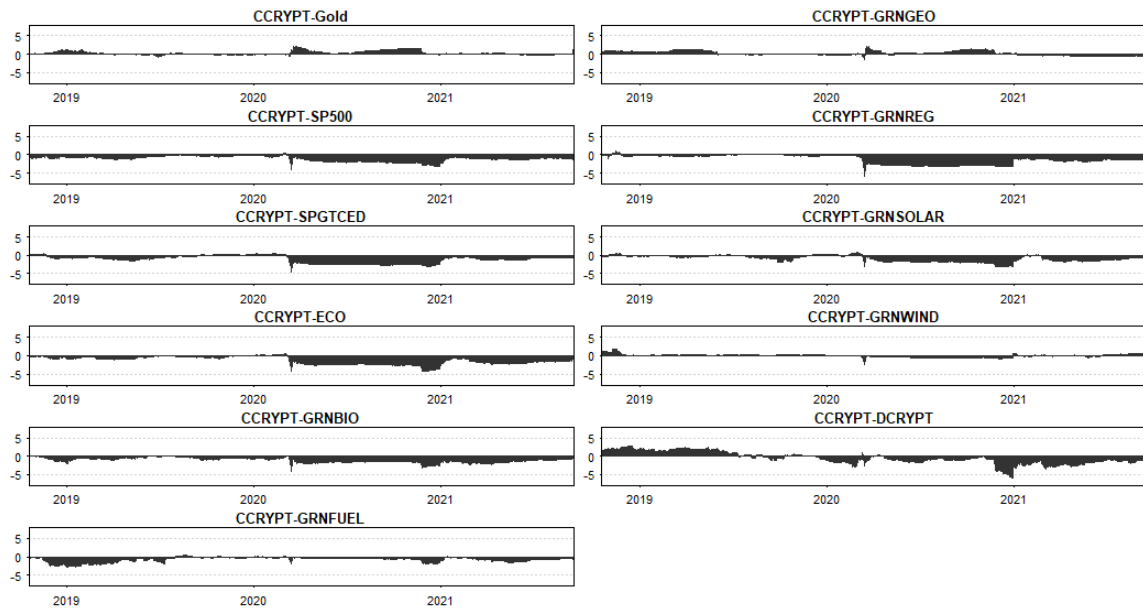 CCRYPT-Gold
5
0
-5
2019 2020 2021
CCRYPT-SP500
5
0
-5
2019 2020 2021
CCRYPT-SPGTCED
5
0
-5
2019 2020 2021
CCRYPT-ECO
5
0
-5
2019 2020 2021
CCRYPT-GRNBIO
5
0
-5
2019 2020 2021
CCRYPT-GRNFUEL
5
0
-5
2019 2020 2021
CCRYPT-GRNGEO
5
0
-5
2019 2020 2021
CCRYPT-GRNREG
5
0
-5
2019 2020 2021
CCRYPT-GRNSOLAR
5
0
-5
2019 2020 2021
CCRYPT-GRNWIND
5
0
-5
2019 2020 2021
CCRYPT-DCRYPT
5
0
-5
2019 2020 2021